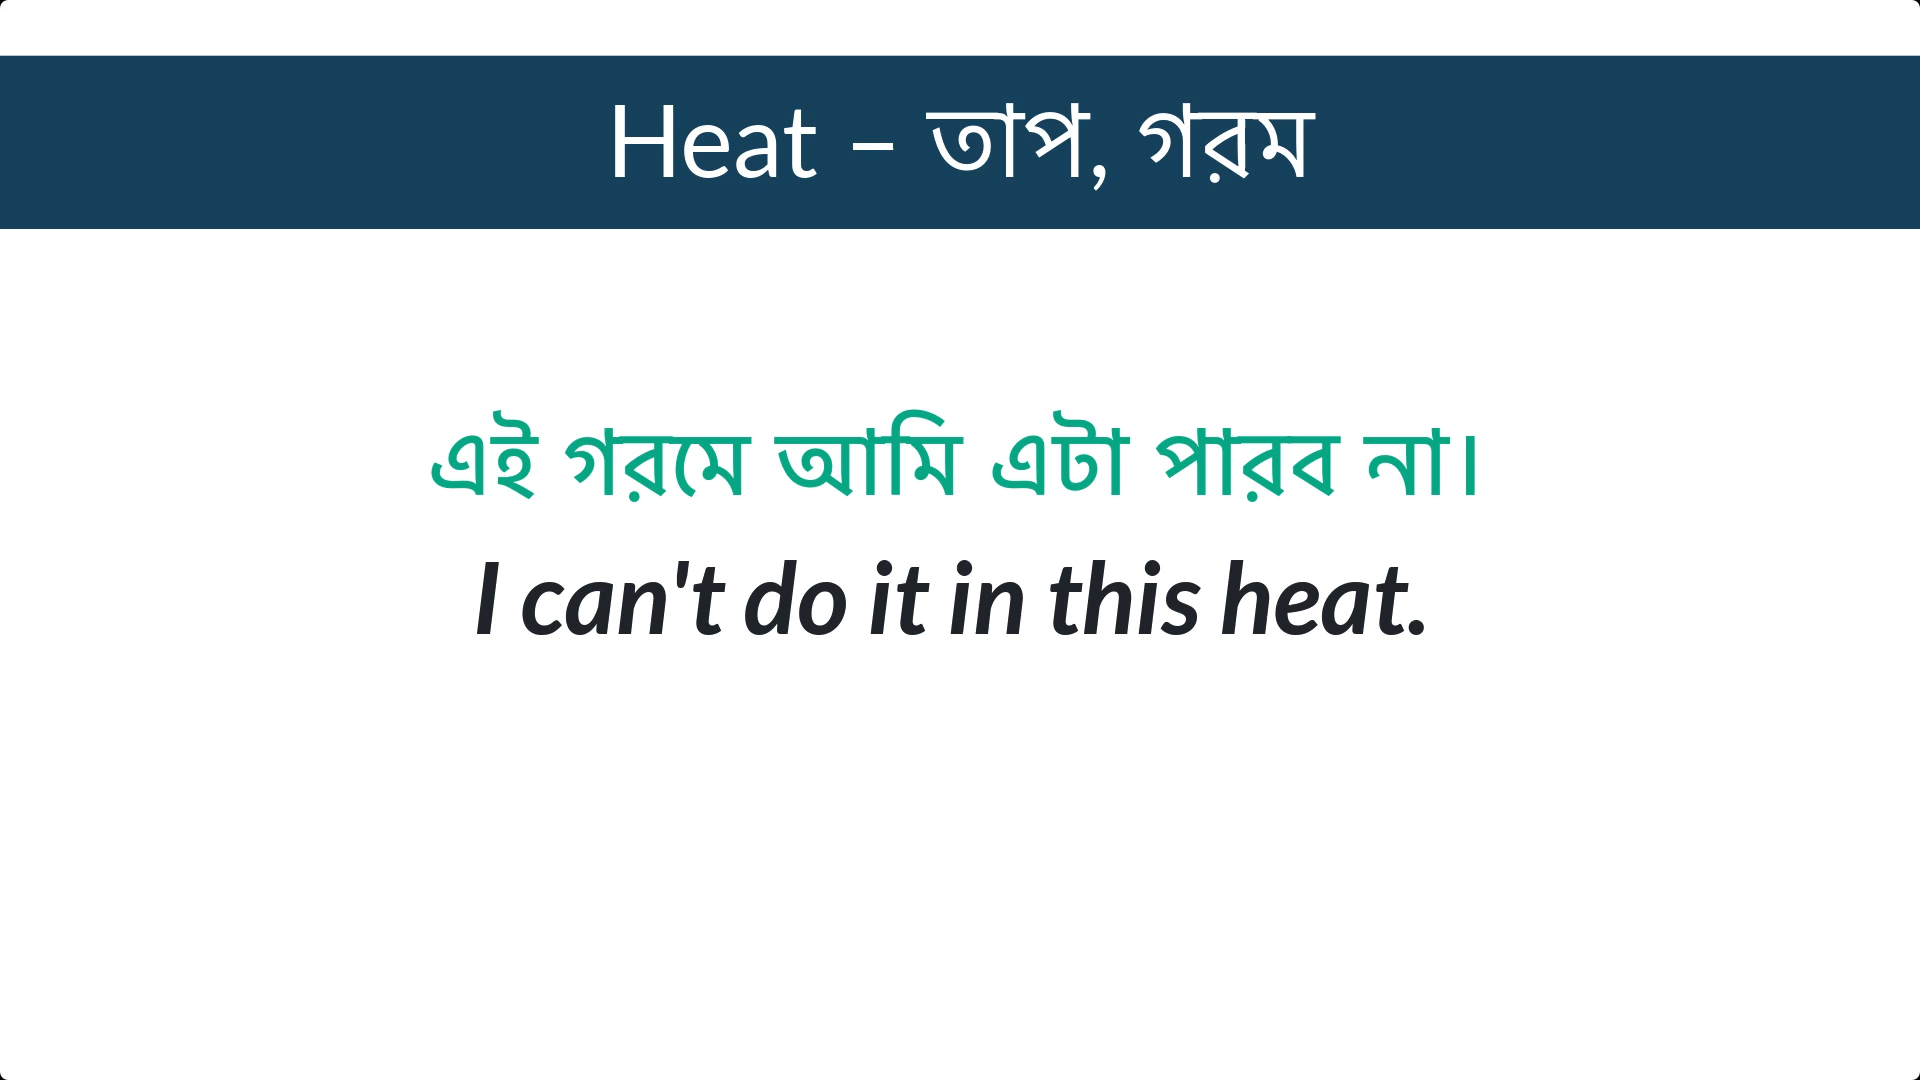 Heat – তাপ, গরম
এই গরমে আমি এটা পারব না।
I can't do it in this heat.